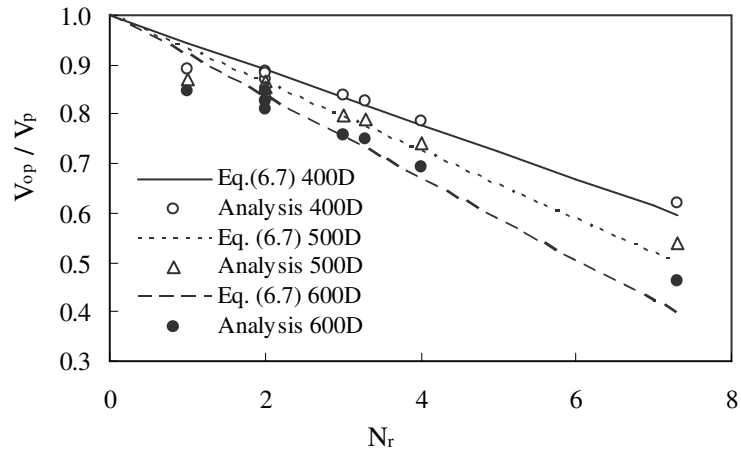 1.0
0.9
0.8
0.7
0.6
0.5
0.4
0.3
Vop / Vp
Eq.(6.7) 400D
Analysis 400D
Eq. (6.7) 500D
Analysis 500D
Eq. (6.7) 600D
Analysis 600D
0 2 4 6 8
Nr